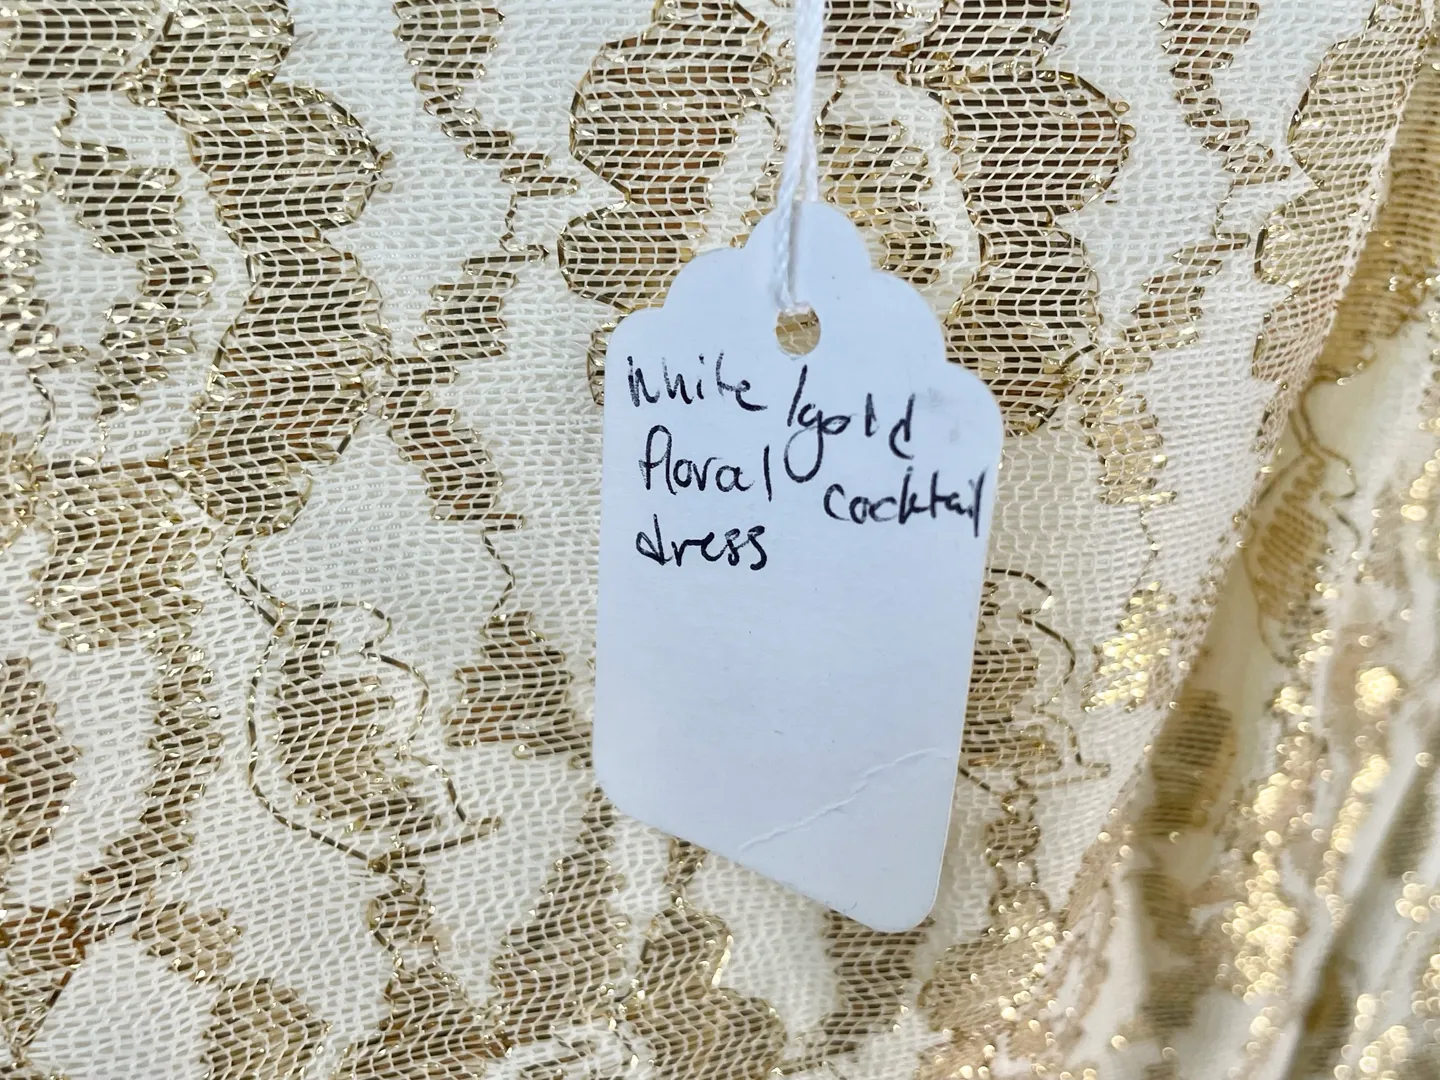 White/gold
floral cocktail
dress